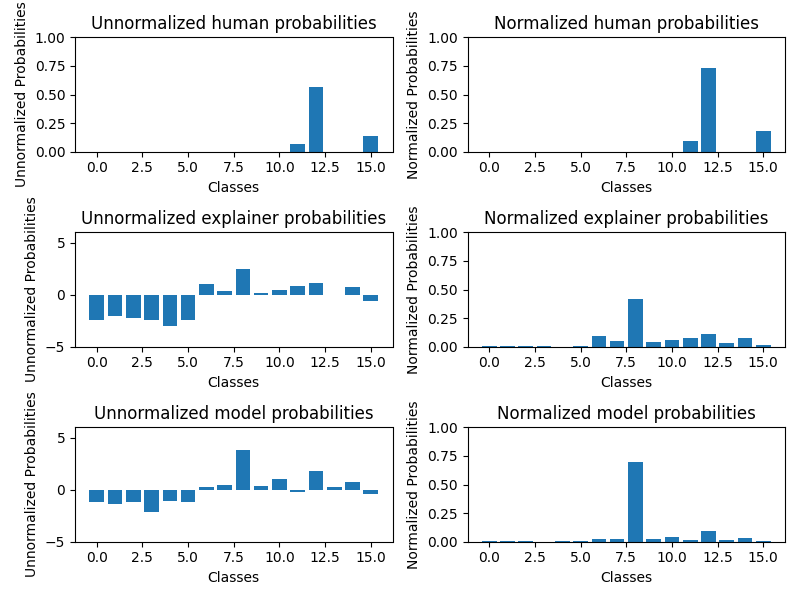 Unnormalized human probabilities
Unnormalized Probabilities
1.00
0.75
0.50
0.25
0.00
0.0 2.5 5.0 7.5 10.0 12.5 15.0
Classes
Normalized human probabilities
Normalized Probabilities
1.00
0.75
0.50
0.25
0.00
0.0 2.5 5.0 7.5 10.0 12.5 15.0
Classes
Unnormalized explainer probabilities
Unnormalized Probabilities
5
0
−5
0.0 2.5 5.0 7.5 10.0 12.5 15.0
Classes
Normalized explainer probabilities
Normalized Probabilities
1.00
0.75
0.50
0.25
0.00
0.0 2.5 5.0 7.5 10.0 12.5 15.0
Classes
Unnormalized model probabilities
Unnormalized Probabilities
5
0
−5
0.0 2.5 5.0 7.5 10.0 12.5 15.0
Classes
Normalized model probabilities
Normalized Probabilities
1.00
0.75
0.50
0.25
0.00
0.0 2.5 5.0 7.5 10.0 12.5 15.0
Classes